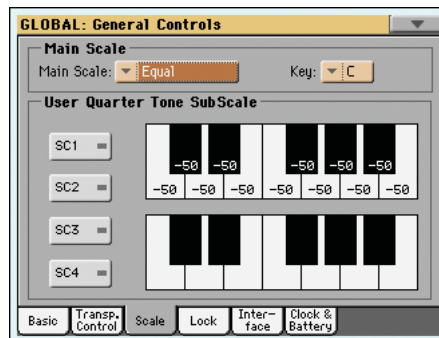 GLOBAL: General Controls
Main Scale
Main Scale: Equal Key: C
User Quarter Tone SubScale
SC1
-50 -50 -50 -50 -50
SC2
-50 -50 -50 -50 -50 -50 -50
SC3
SC4
Basic Transp. Control Scale Lock Inter-face Clock & Battery